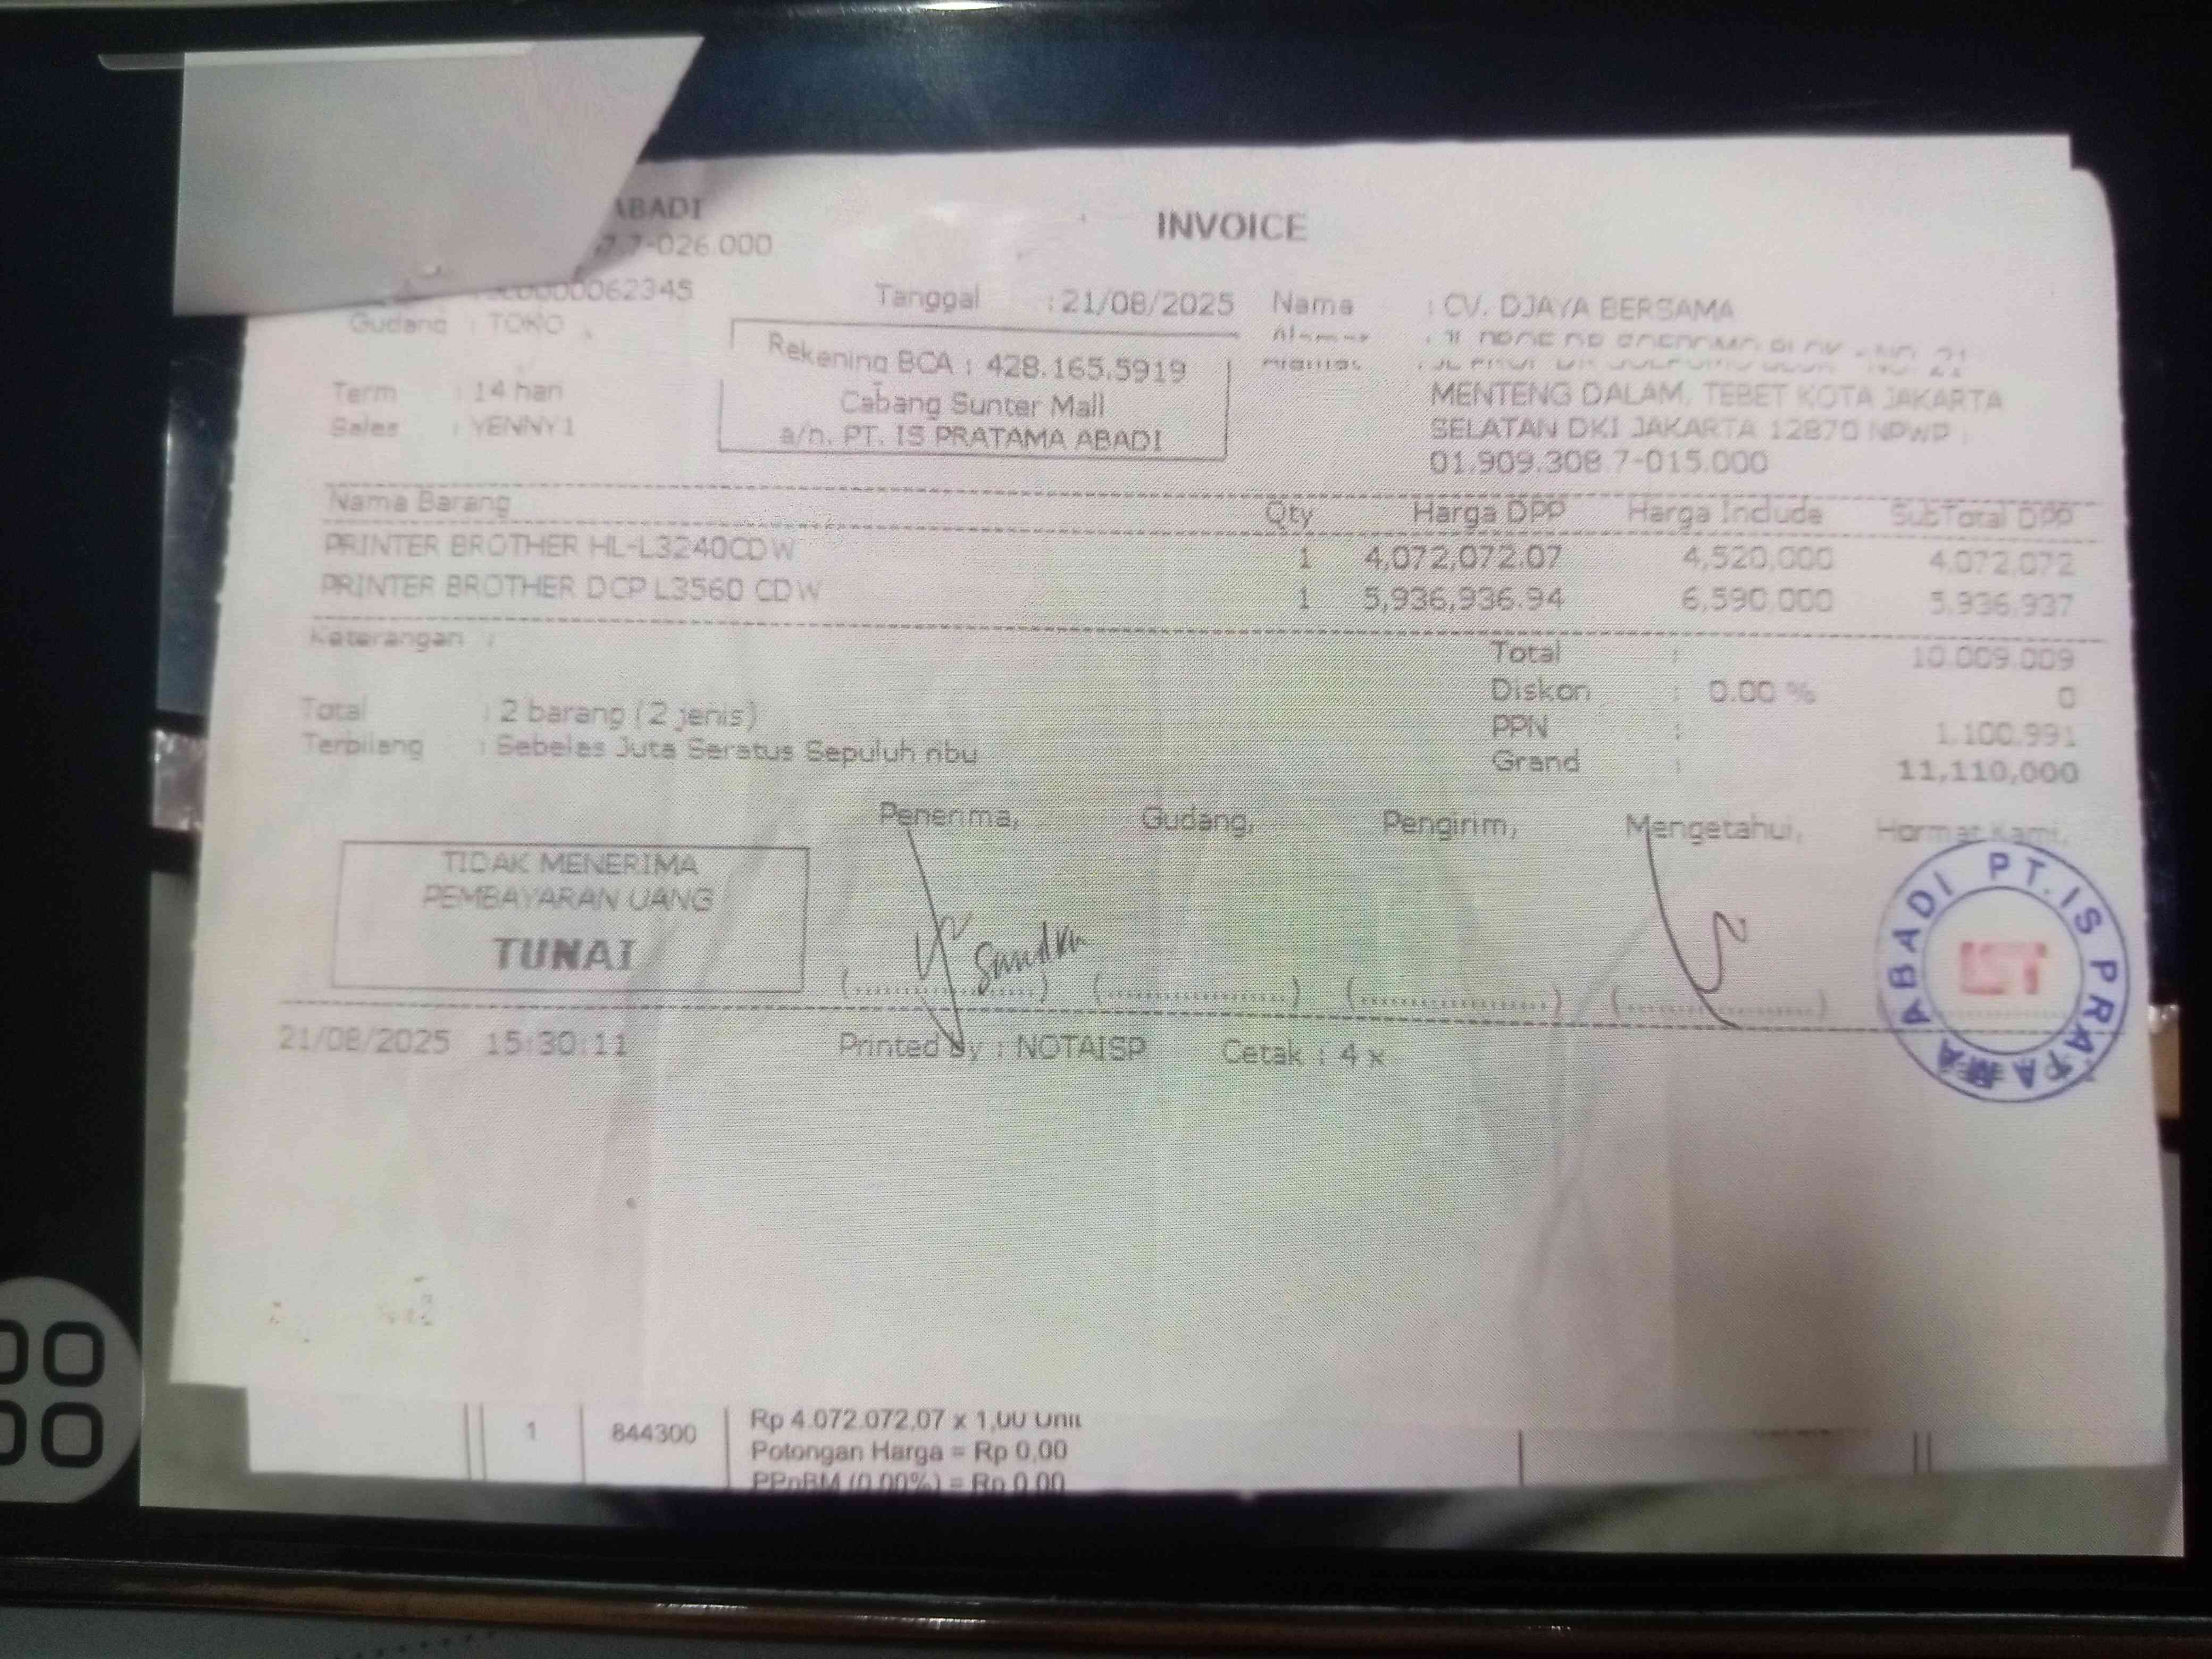 ABADI
7-026.000
INVOICE
0000062345
Tanggal : 21/08/2025
Nama : CV. DJAYA BERSAMA
Gudang : TOKO
NO. 21
Rekening BCA : 428.165.5919
Cabang Sunter Mall
a/n. PT. IS PRATAMA ABADI
Term : 14 hari
MENTENG DALAM, TEBET KOTA JAKARTA
Sales : YENNY1
SELATAN DKI JAKARTA 12870 NPWP :
01.909.308.7-015.000
Nama Barang Qty Harga DPP Harga Include SubTotal DPP
PRINTER BROTHER HL-L3240CDW 1 4,072,072.07 4,520,000 4,072,072
PRINTER BROTHER DCP L3560 CDW 1 5,936,936.94 6,590,000 5,936,937
Keterangan :
Total : 10,009,009
Diskon : 0.00 % 0
Total : 2 barang (2 jenis)
PPN : 1,100,991
Terbilang : Sebelas Juta Seratus Sepuluh ribu
Grand : 11,110,000
Penerima, Gudang, Pengirim, Mengetahui, Hormat Kami,
TIDAK MENERIMA
PEMBAYARAN UANG
TUNAI
PT. IS PRATAMA ABADI
(....................) (....................) (....................) (....................)
21/08/2025 15:30:11 Printed By : NOTAISP Cetak : 4 x
1 844300 Rp 4.072.072,07 x 1,00 Unit
Potongan Harga = Rp 0,00
PPnBM (0,00%) = Rp 0,00